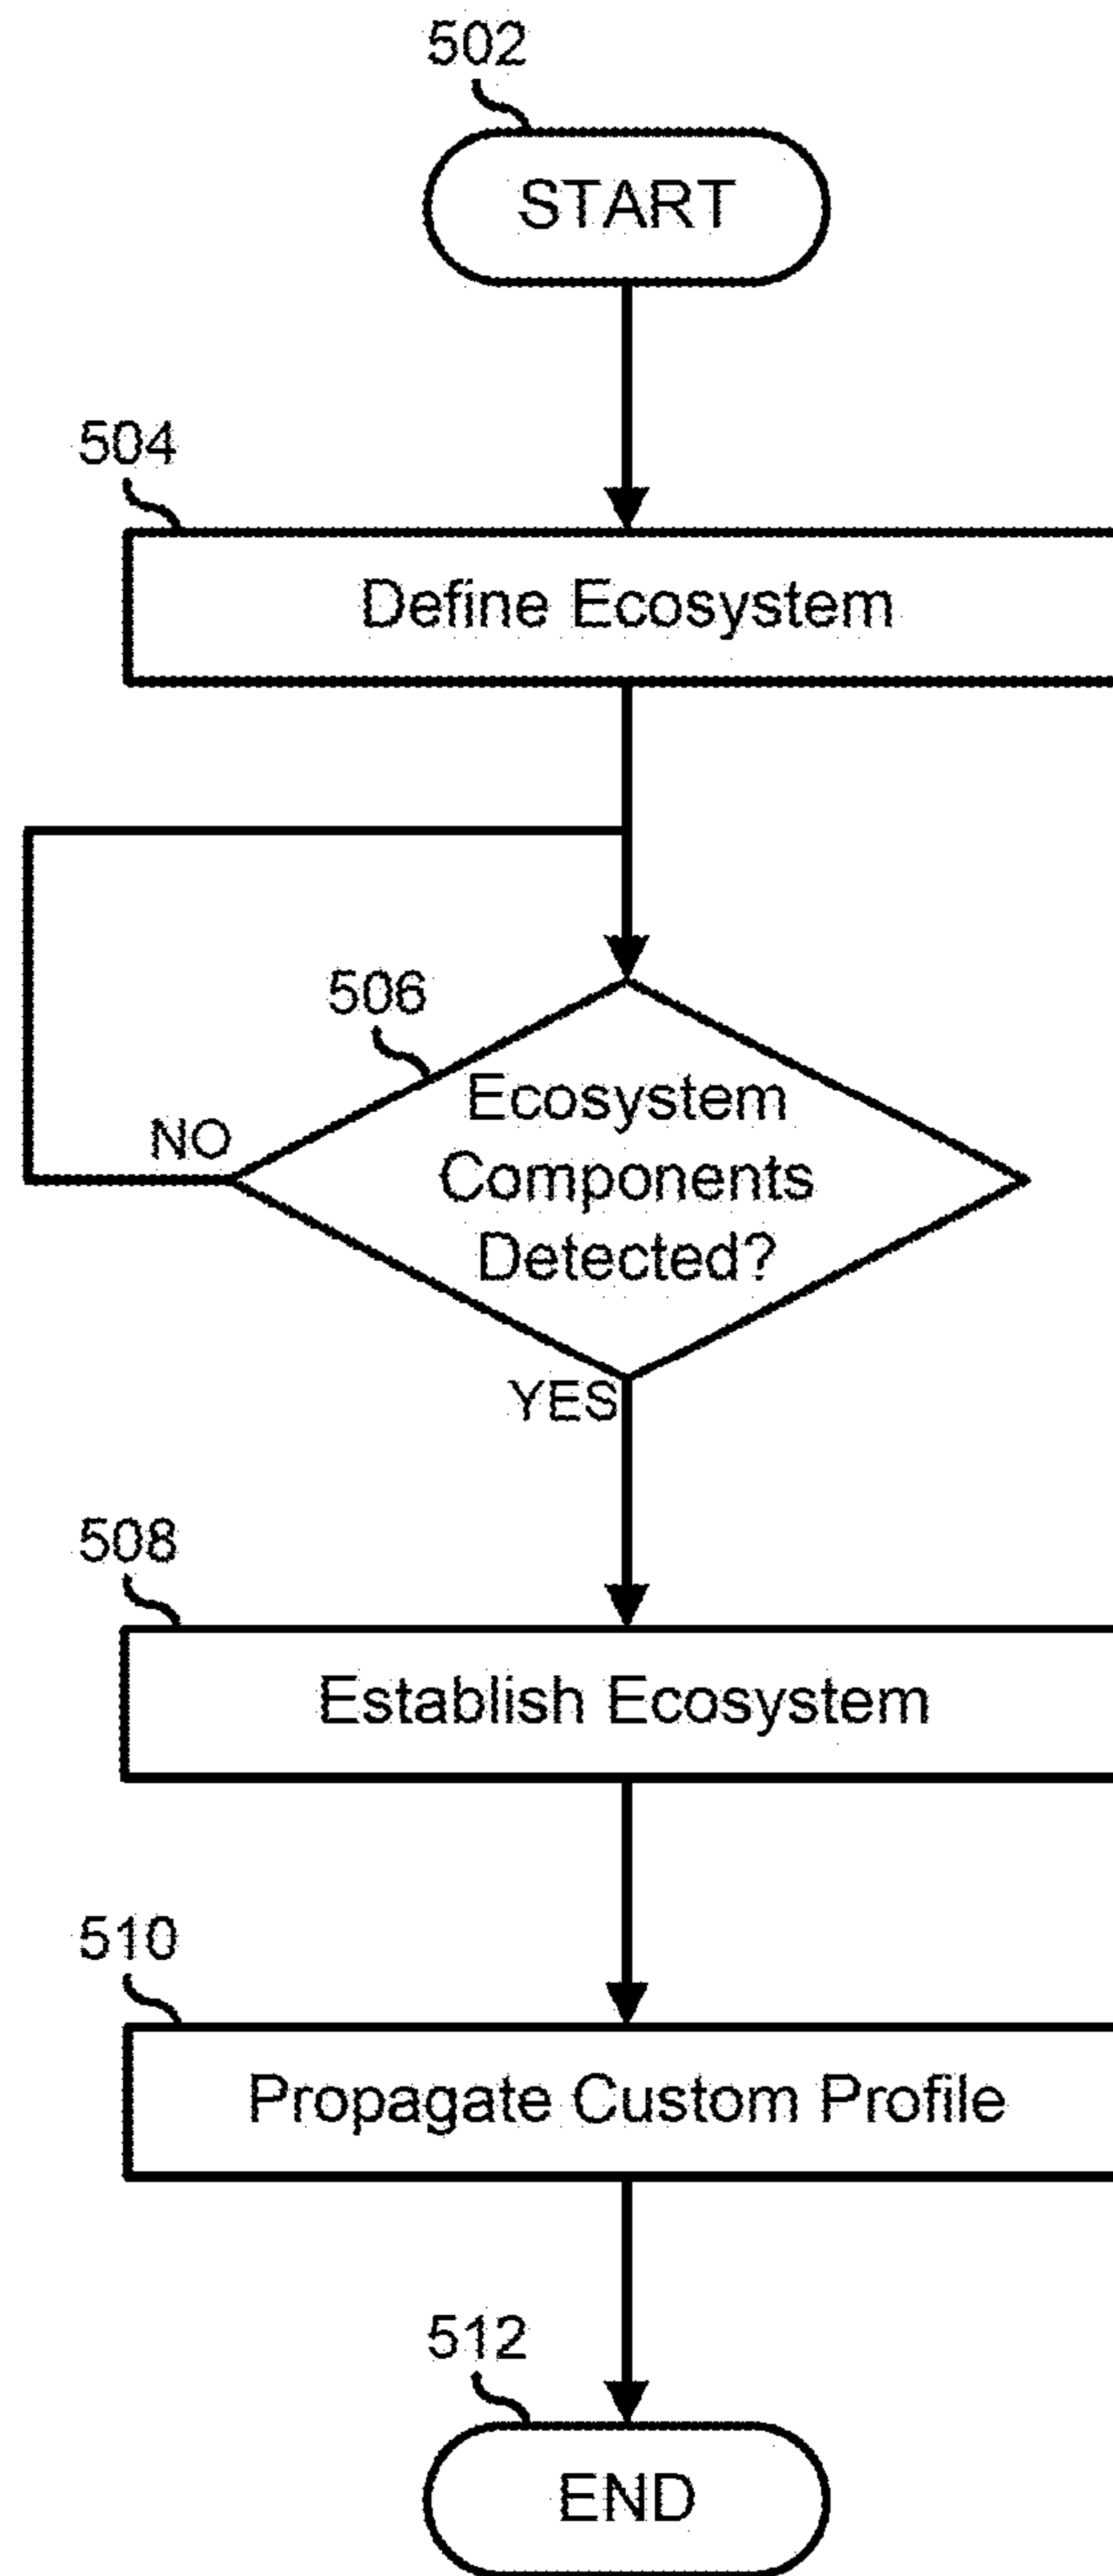 502
START
504
Define Ecosystem
506
Ecosystem
Components
Detected?
NO
YES
508
Establish Ecosystem
510
Propagate Custom Profile
512
END